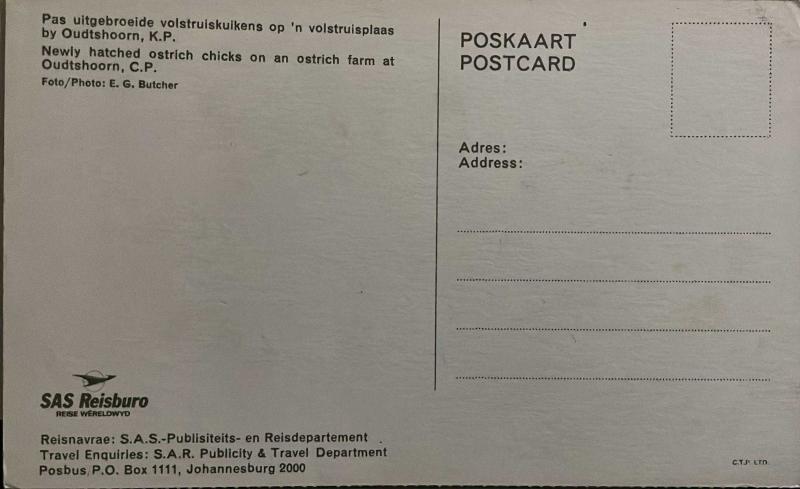 Pas uitgebroeide volstruiskuikens op 'n volstruisplaas
by Oudtshoorn, K.P.
Newly hatched ostrich chicks on an ostrich farm at
Oudtshoorn, C.P.
Foto/Photo: E. G. Butcher
POSKAART
POSTCARD
Adres:
Address:
SAS Reisburo
REISE WÊRELDWYD
Reisnavrae: S.A.S.-Publisiteits- en Reisdepartement
Travel Enquiries: S.A.R. Publicity & Travel Department
Posbus/P.O. Box 1111, Johannesburg 2000
C.T.P. LTD.